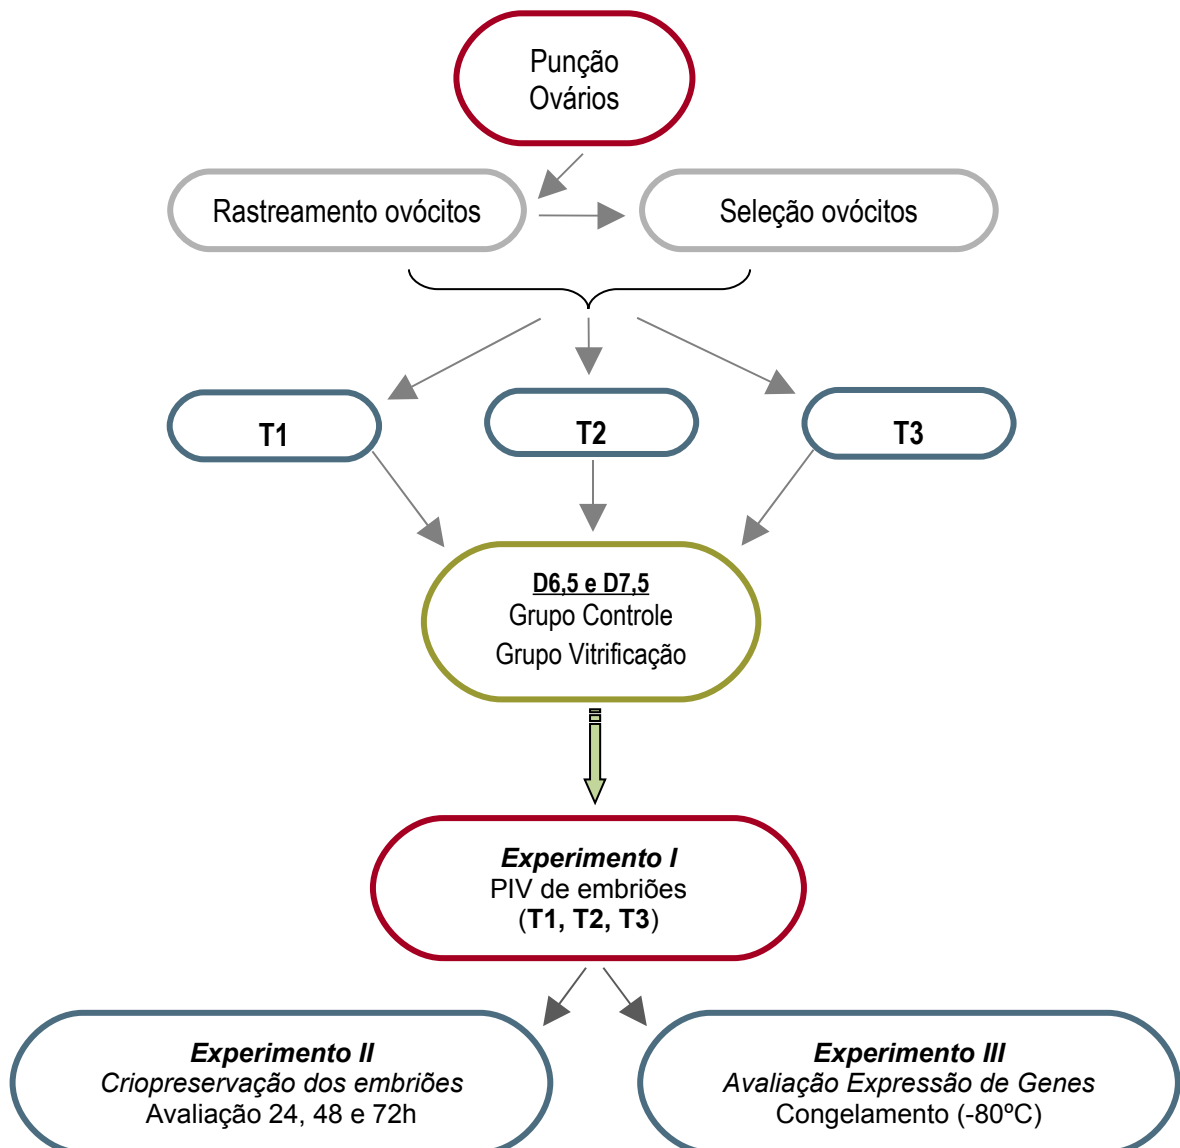 Punção
Ovários
Rastreamento ovócitos
Seleção ovócitos
T1
T2
T3
D6,5 e D7,5
Grupo Controle
Grupo Vitrificação
Experimento I
PIV de embriões
(T1, T2, T3)
Experimento II
Criopreservação dos embriões
Avaliação 24, 48 e 72h
Experimento III
Avaliação Expressão de Genes
Congelamento (-80ºC)